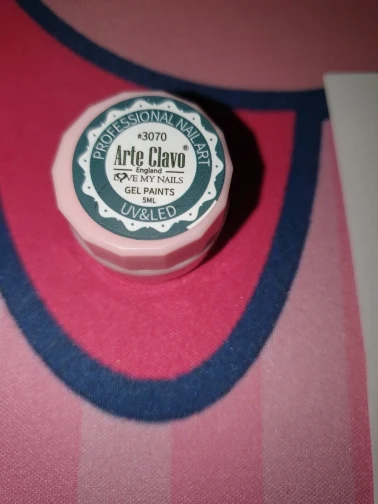 PROFESSIONAL NAIL ART
#3070
Arte Clavo®
England
I LOVE MY NAILS
GEL PAINTS
5ML
UV&LED